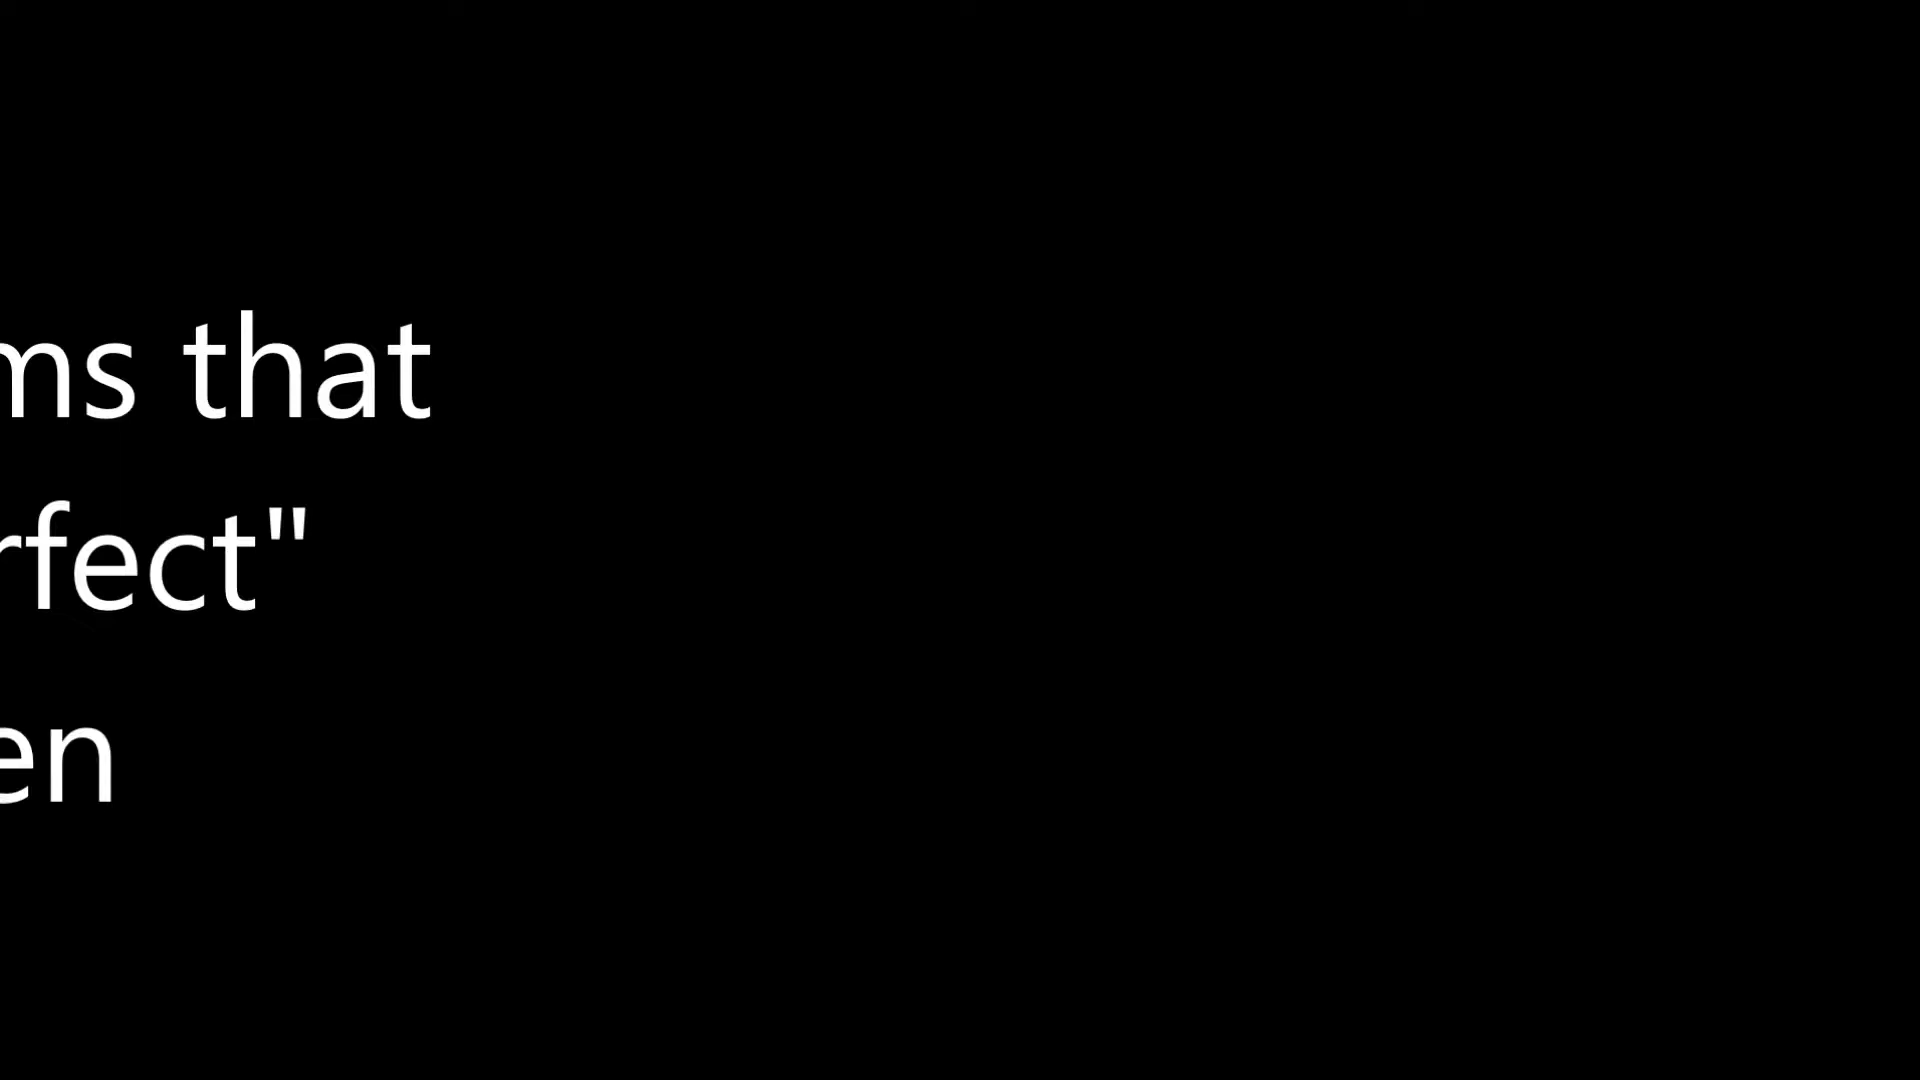 ms that
rfect"
en